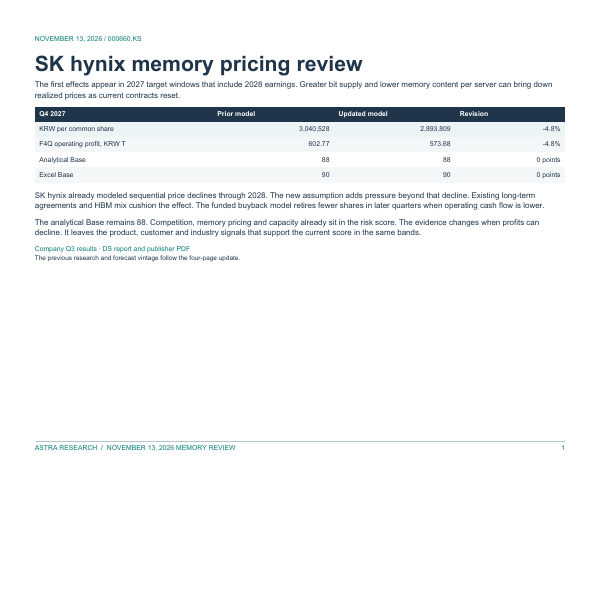 NOVEMBER 13, 2026 / 000660.KS
SK hynix memory pricing review
The first effects appear in 2027 target windows that include 2028 earnings. Greater bit supply and lower memory content per server can bring down
realized prices as current contracts reset.
Q4 2027 Prior model Updated model Revision
KRW per common share 3,040,528 2,893,809 -4.8%
F4Q operating profit, KRW T 602.77 573.68 -4.8%
Analytical Base 88 88 0 points
Excel Base 90 90 0 points
SK hynix already modeled sequential price declines through 2028. The new assumption adds pressure beyond that decline. Existing long-term
agreements and HBM mix cushion the effect. The funded buyback model retires fewer shares in later quarters when operating cash flow is lower.
The analytical Base remains 88. Competition, memory pricing and capacity already sit in the risk score. The evidence changes when profits can
decline. It leaves the product, customer and industry signals that support the current score in the same bands.
Company Q3 results · DS report and publisher PDF
The previous research and forecast vintage follow the four-page update.
ASTRA RESEARCH / NOVEMBER 13, 2026 MEMORY REVIEW 1